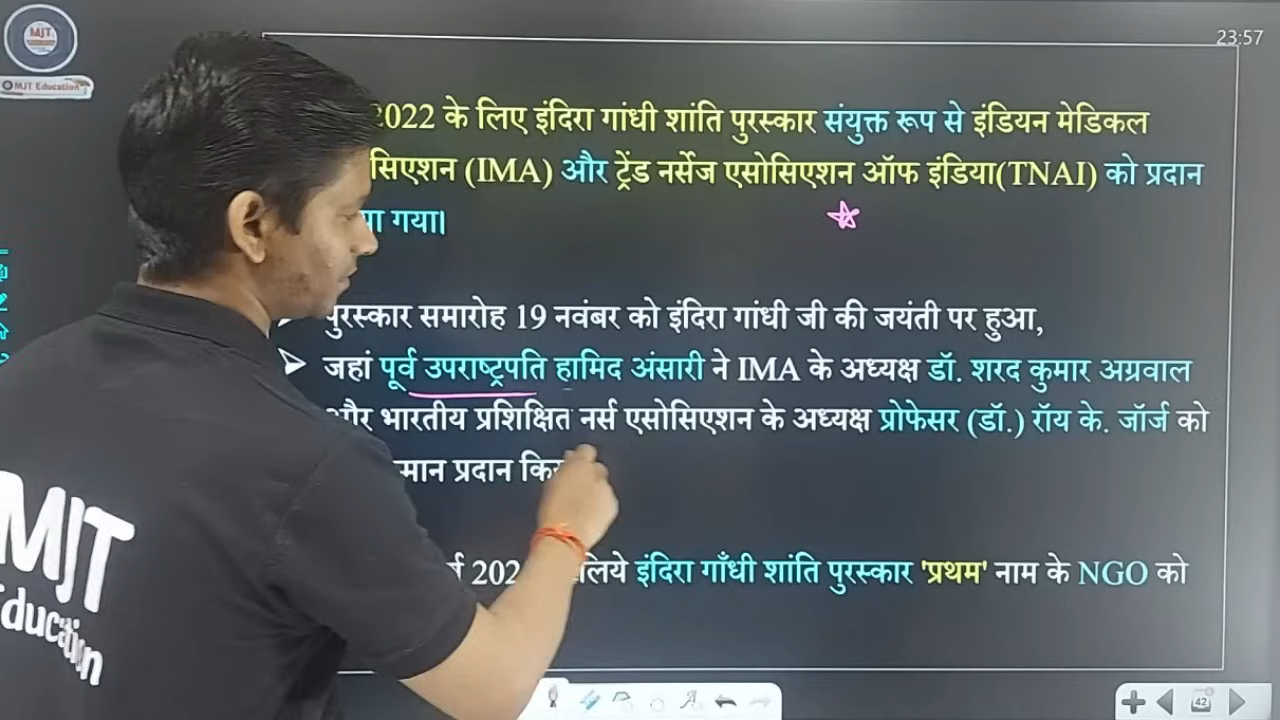 MJT
MJT Education
23:57
2022 के लिए इंदिरा गांधी शांति पुरस्कार संयुक्त रूप से इंडियन मेडिकल
सिएशन (IMA) और ट्रेंड नर्सेज एसोसिएशन ऑफ इंडिया(TNAI) को प्रदान
गया।
पुरस्कार समारोह 19 नवंबर को इंदिरा गांधी जी की जयंती पर हुआ,
जहां पूर्व उपराष्ट्रपति हामिद अंसारी ने IMA के अध्यक्ष डॉ. शरद कुमार अग्रवाल
और भारतीय प्रशिक्षित नर्स एसोसिएशन के अध्यक्ष प्रोफेसर (डॉ.) रॉय के. जॉर्ज को
मान प्रदान
202 लिये इंदिरा गाँधी शांति पुरस्कार 'प्रथम' नाम के NGO को
MJT
Education
42